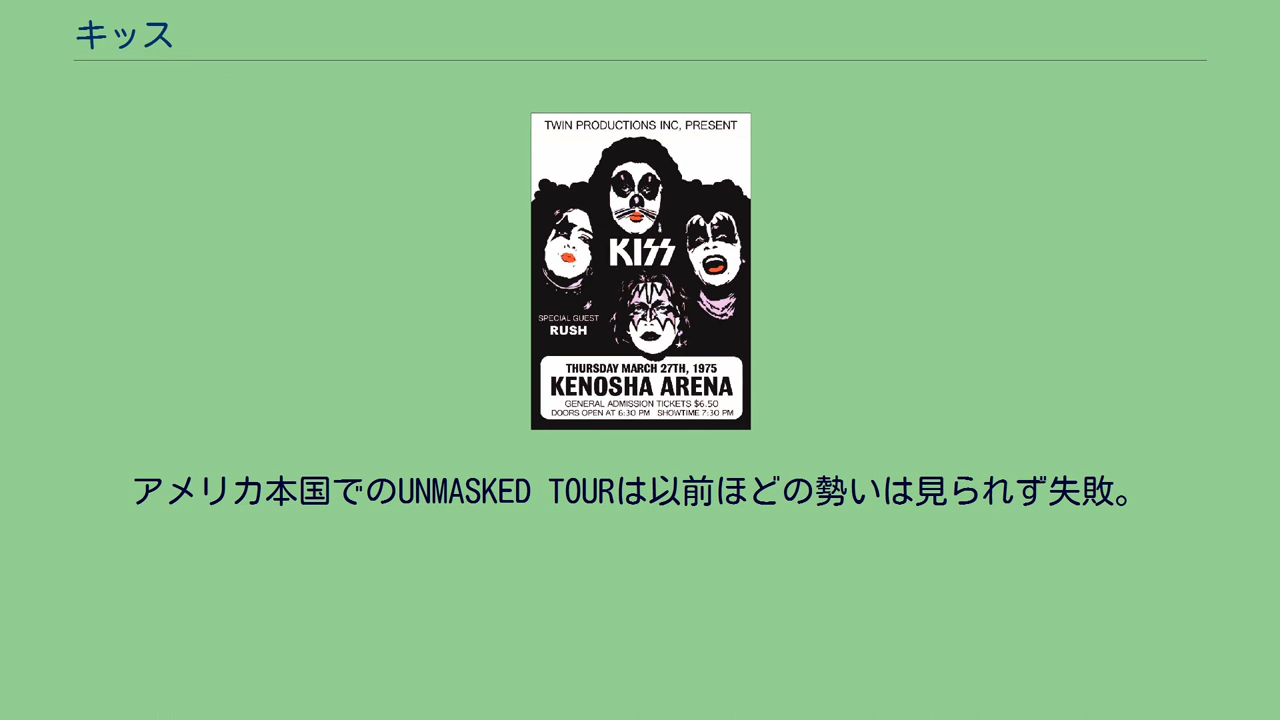 キッス
TWIN PRODUCTIONS INC, PRESENT
KISS
SPECIAL GUEST
RUSH
THURSDAY MARCH 27TH, 1975
KENOSHA ARENA
GENERAL ADMISSION TICKETS $6.50
DOORS OPEN AT 6:30 PM SHOWTIME 7:30 PM
アメリカ本国でのUNMASKED TOURは以前ほどの勢いは見られず失敗。